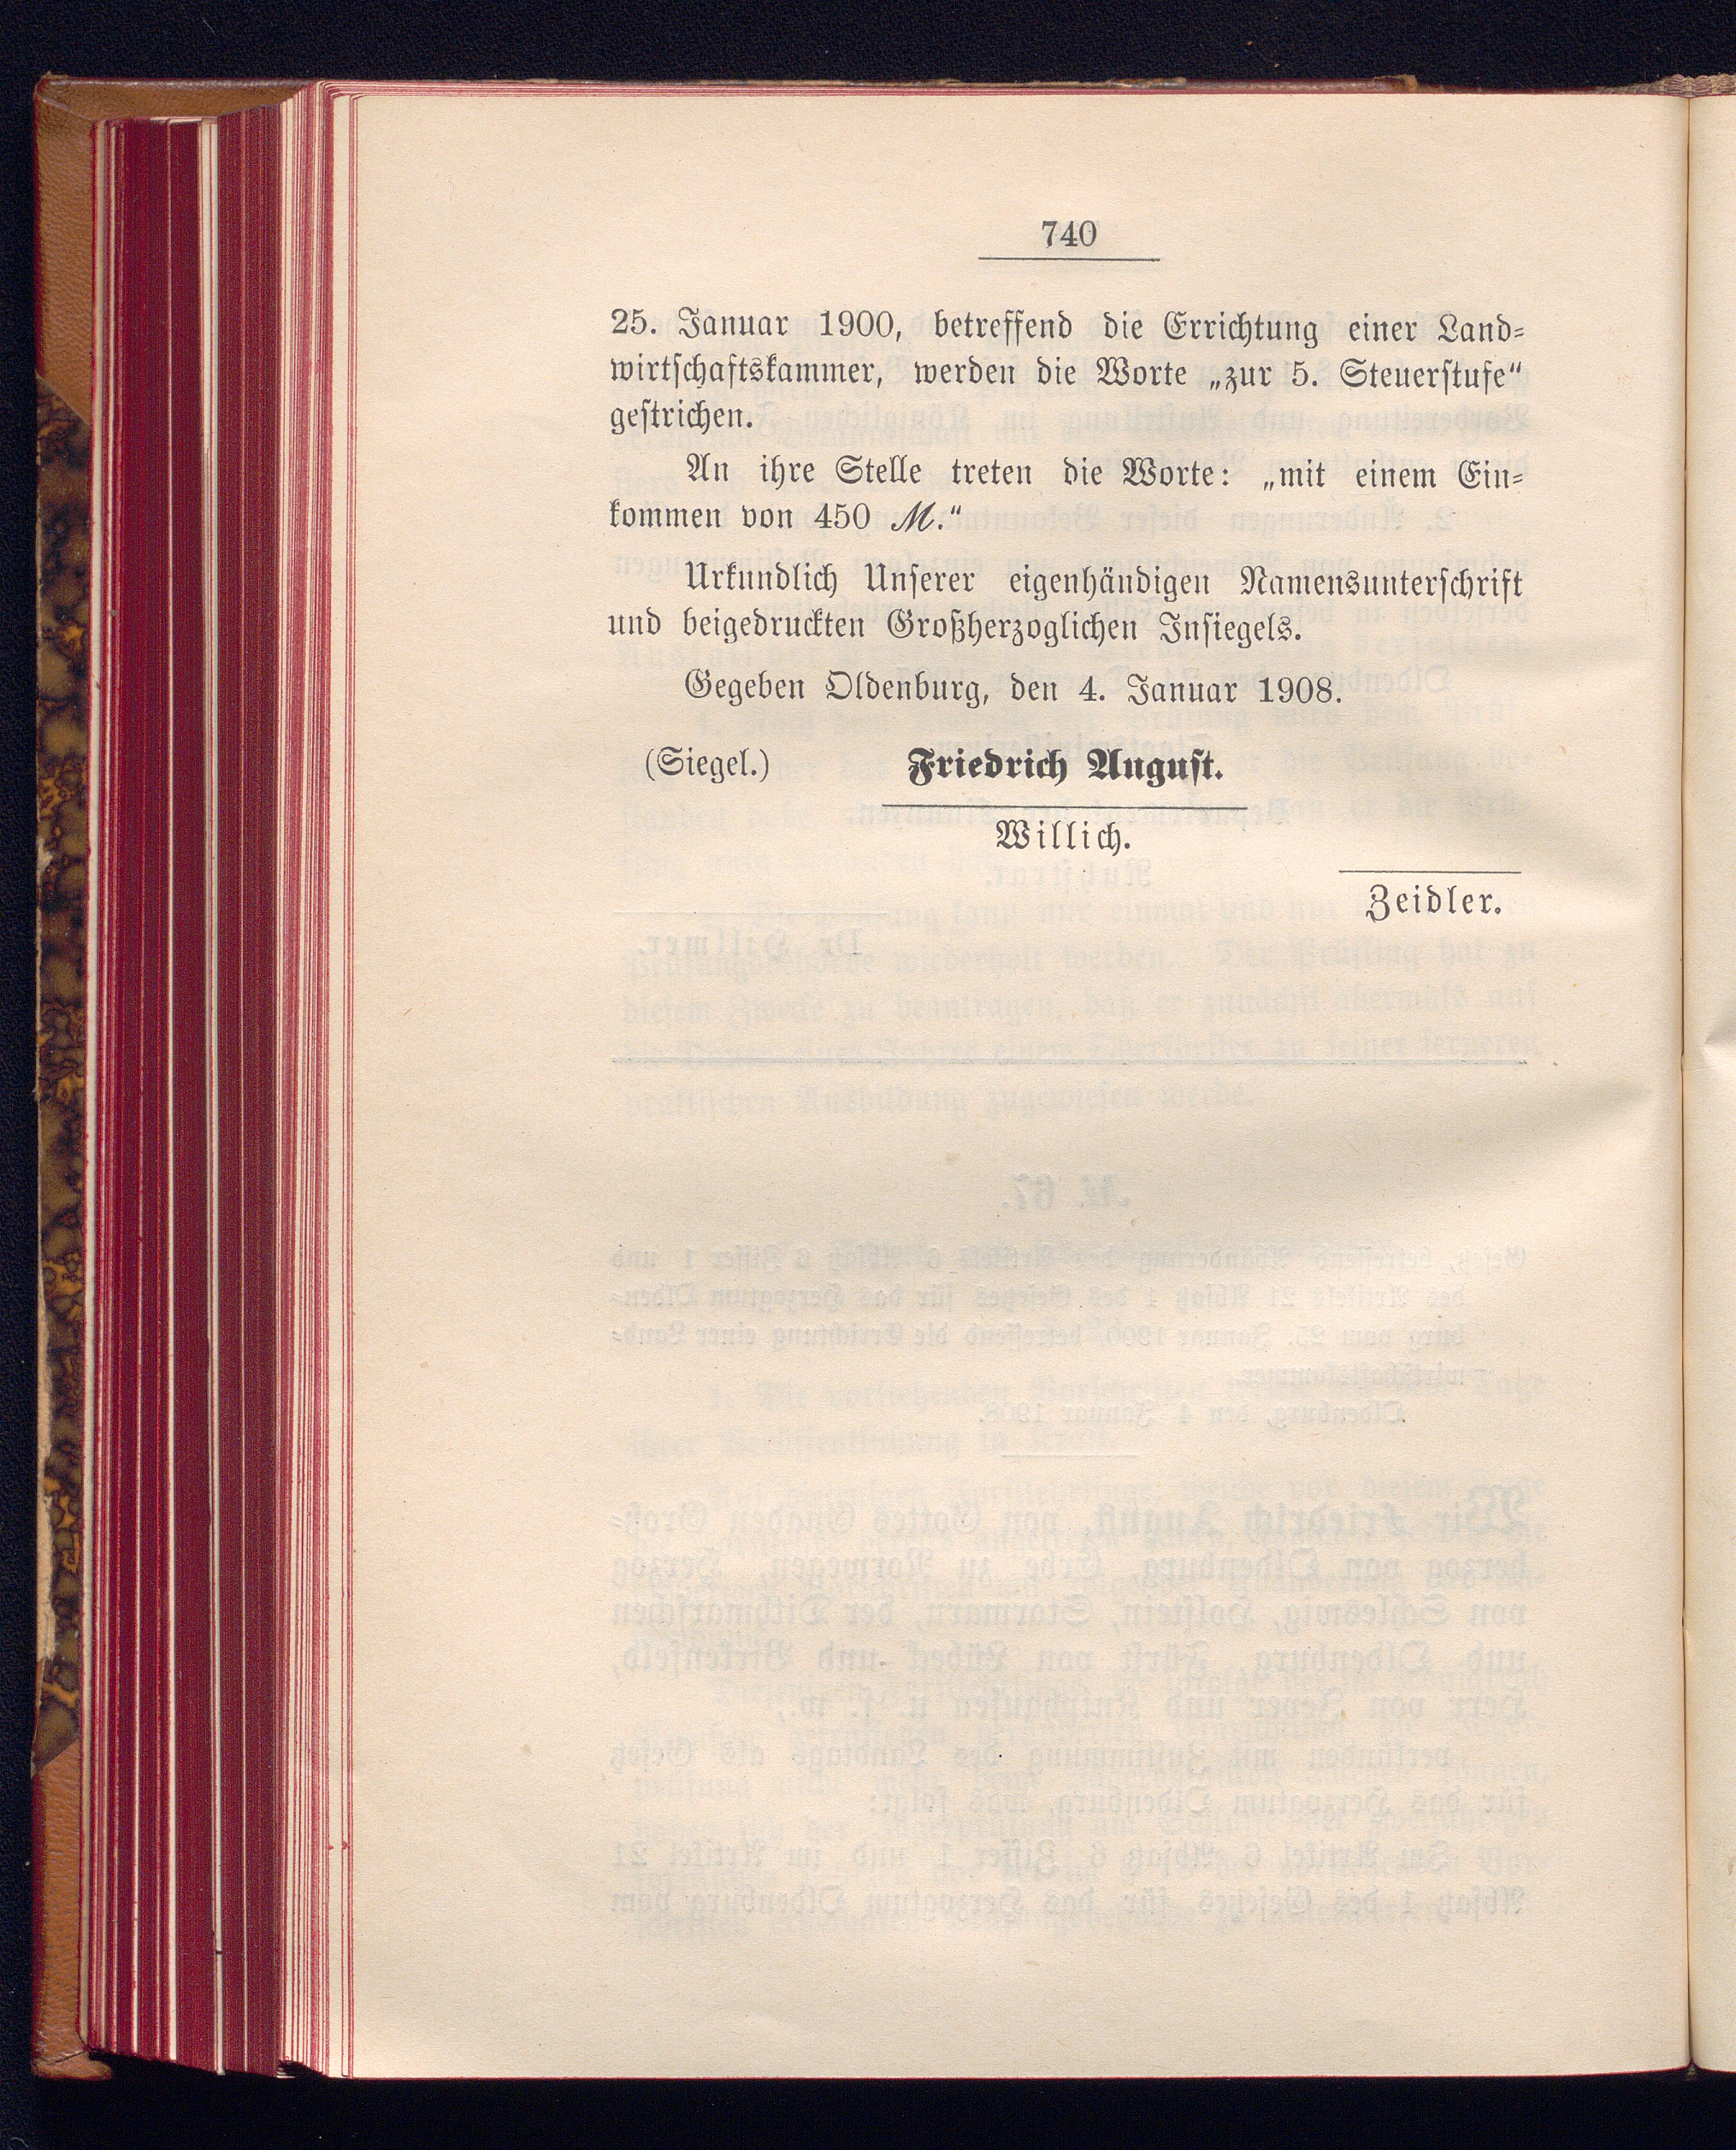 740
25. Januar 1900, betreffend die Errichtung einer Land-
wirtschaftskammer, werden die Worte „zur 5. Steuerstufe“
gestrichen.
An ihre Stelle treten die Worte: „mit einem Ein-
kommen von 450 M.“
Urkundlich Unserer eigenhändigen Namensunterschrift
und beigedruckten Großherzoglichen Insiegels.
Gegeben Oldenburg, den 4. Januar 1908.
(Siegel.) Friedrich August.
Willich.
Zeidler.